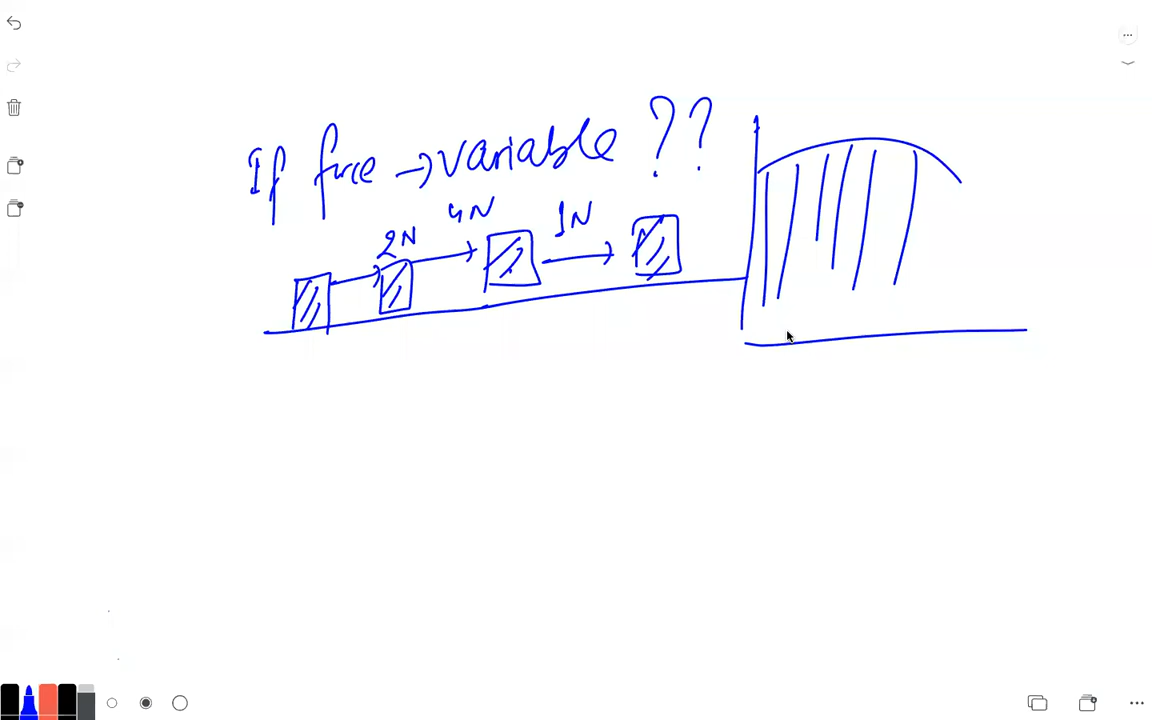 If force → variable ??
2N 4N 1N